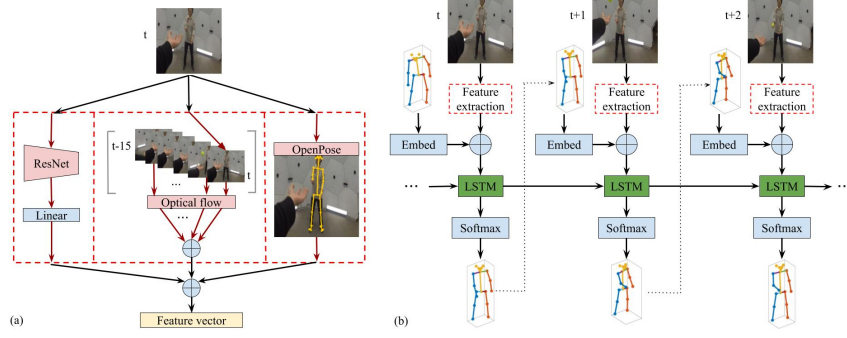 t
ResNet
Linear
t-15
...
t
Optical flow
...
OpenPose
Feature vector
(a)
t
t+1
t+2
Feature
extraction
Feature
extraction
Feature
extraction
Embed
Embed
Embed
...
LSTM
LSTM
LSTM
...
Softmax
Softmax
Softmax
(b)